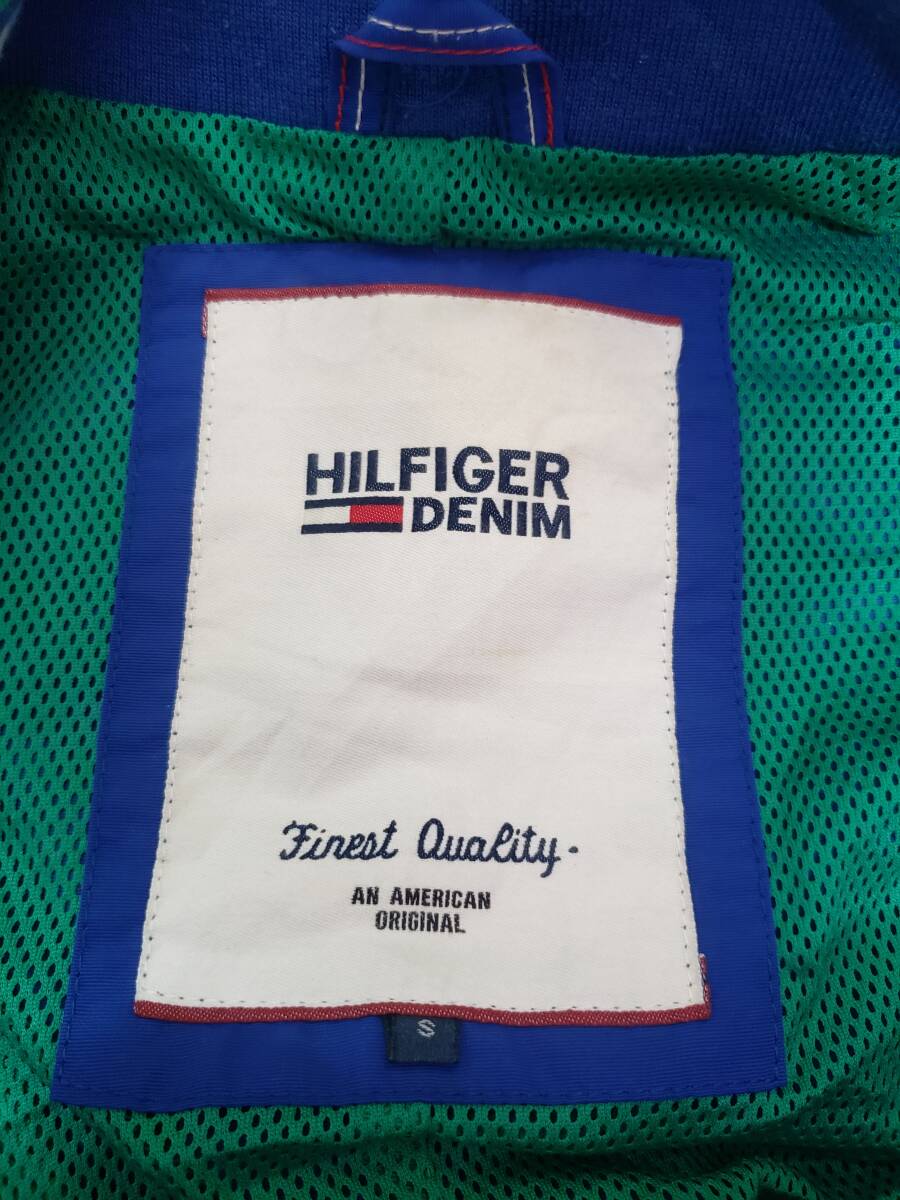 HILFIGER
DENIM
Finest Quality.
AN AMERICAN
ORIGINAL
S